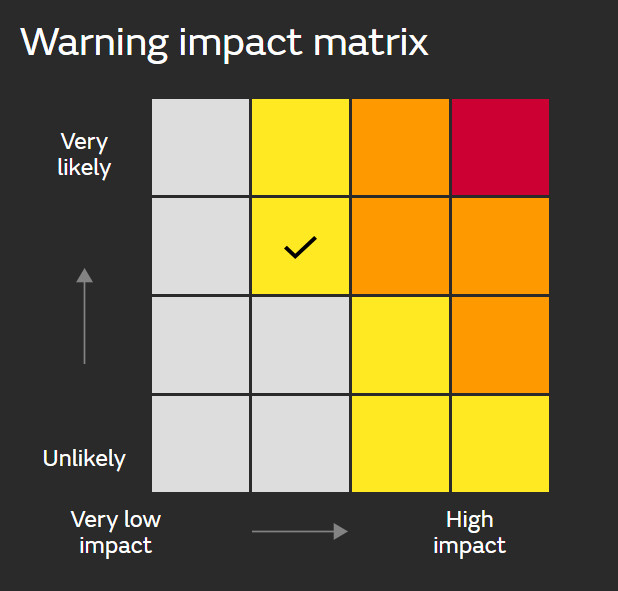 Warning impact matrix
Very
likely
Unlikely
Very low
impact
High
impact